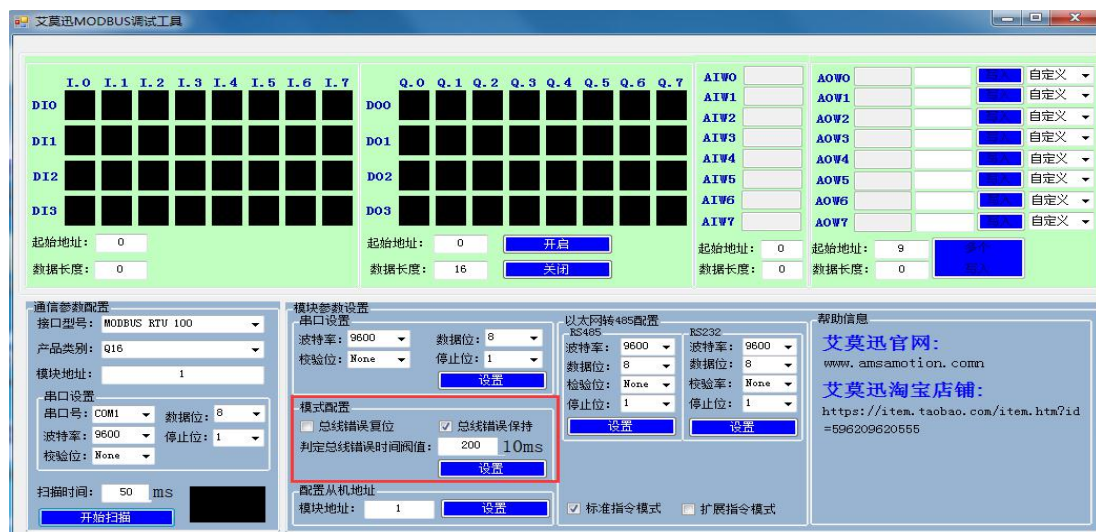 艾莫迅MODBUS调试工具
I.0 I.1 I.2 I.3 I.4 I.5 I.6 I.7
DI0
DI1
DI2
DI3
起始地址: 0
数据长度: 0
Q.0 Q.1 Q.2 Q.3 Q.4 Q.5 Q.6 Q.7
DO0
DO1
DO2
DO3
起始地址: 0 开启
数据长度: 16 关闭
AIW0
AIW1
AIW2
AIW3
AIW4
AIW5
AIW6
AIW7
起始地址: 0
数据长度: 0
AOW0 自定义
AOW1 自定义
AOW2 自定义
AOW3 自定义
AOW4 自定义
AOW5 自定义
AOW6 自定义
AOW7 自定义
起始地址: 9
数据长度: 0
通信参数配置
接口型号: MODBUS RTU 100
产品类别: Q16
模块地址: 1
串口设置
串口号: COM1 数据位: 8
波特率: 9600 停止位: 1
校验位: None
扫描时间: 50 ms
开始扫描
模块参数设置
串口设置
波特率: 9600 数据位: 8
校验位: None 停止位: 1
设置
模式配置
总线错误复位 总线错误保持
判定总线错误时间阀值: 200 10ms
设置
配置从机地址
模块地址: 1 设置
以太网转485配置
RS485
波特率: 9600
数据位: 8
检验位: None
停止位: 1
设置
RS232
波特率: 9600
数据位: 8
校验率: None
停止位: 1
设置
标准指令模式 扩展指令模式
帮助信息
艾莫迅官网:
www.amsamotion.comn
艾莫迅淘宝店铺:
https://item.taobao.com/item.htm?id
=596209620555